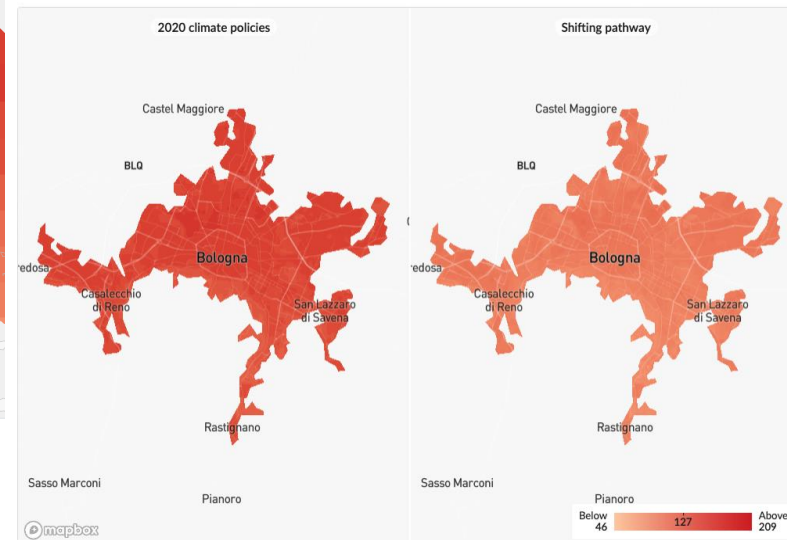 2020 climate policies
Castel Maggiore
BLQ
Bologna
redosa
Casalecchio
di Reno
San Lazzaro
di Savena
Rastignano
Sasso Marconi
Pianoro
mapbox
Shifting pathway
Castel Maggiore
BLQ
Bologna
redosa
Casalecchio
di Reno
San Lazzaro
di Savena
Rastignano
Sasso Marconi
Pianoro
Below
46
127
Above
209